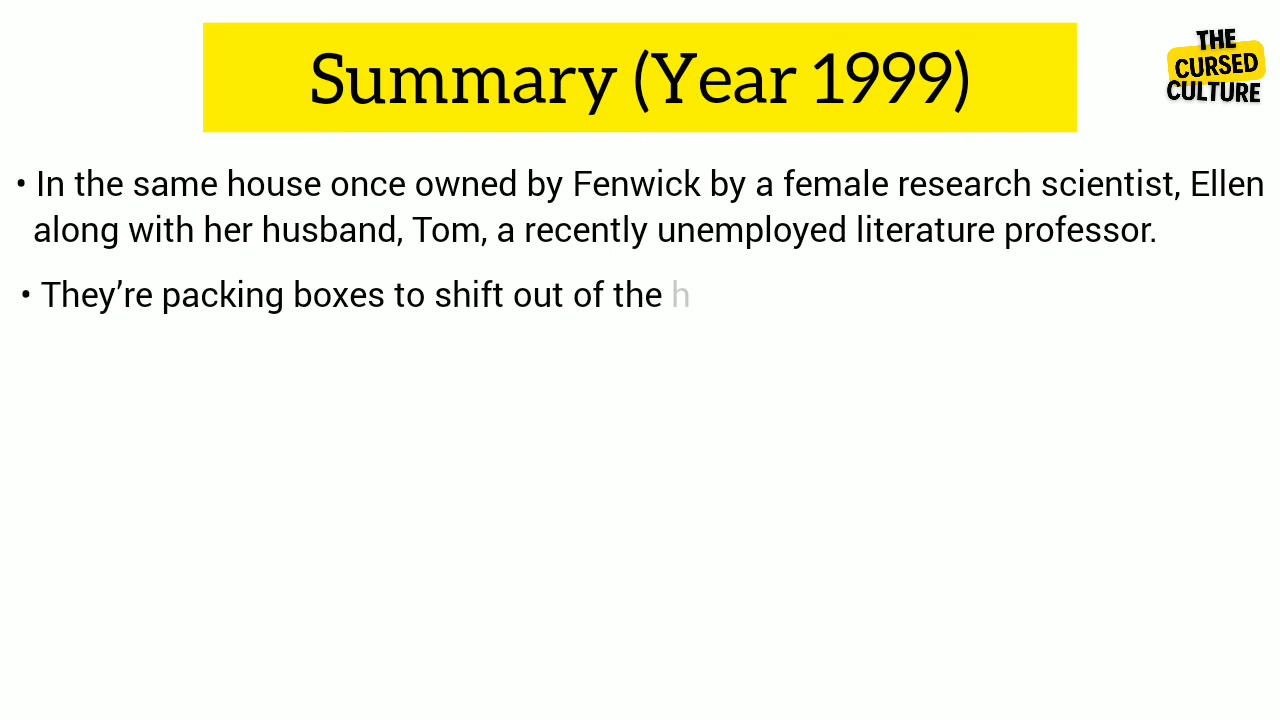 Summary (Year 1999)
THE
CURSED
CULTURE
• In the same house once owned by Fenwick by a female research scientist, Ellen
along with her husband, Tom, a recently unemployed literature professor.
• They’re packing boxes to shift out of the h